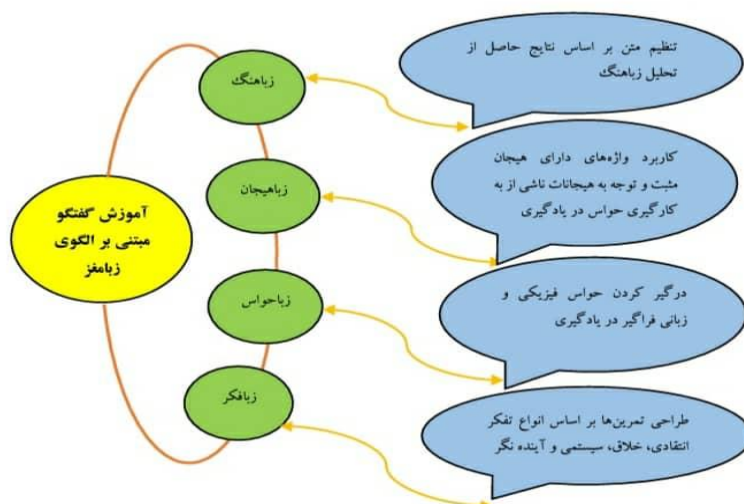 تنظیم متن بر اساس نتایج حاصل از
تحلیل زباهنگ
زباهنگ
کاربرد واژه‌های دارای هیجان
مثبت و توجه به هیجانات ناشی از به
کارگیری حواس در یادگیری
زباهیجان
آموزش گفتگو
مبتنی بر الگوی
زبامغز
درگیر کردن حواس فیزیکی و
زبانی فراگیر در یادگیری
زباحواس
طراحی تمرین‌ها بر اساس انواع تفکر
انتقادی، خلاق، سیستمی و آینده نگر
زبافکر